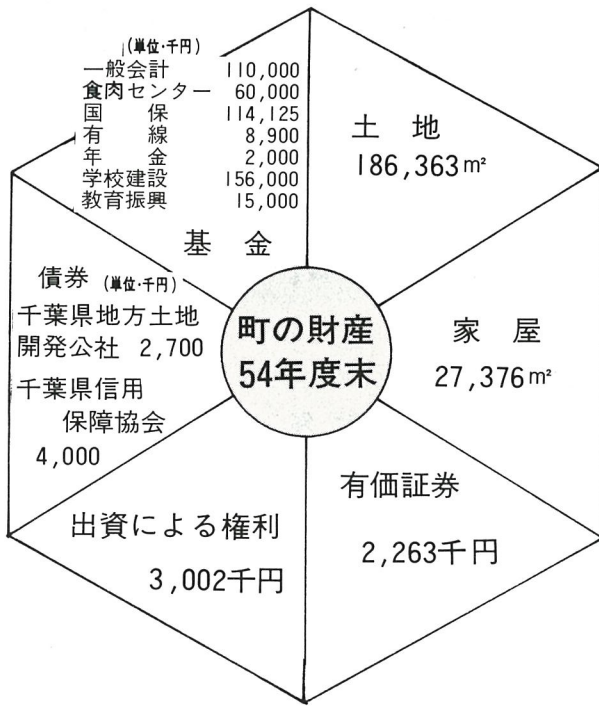 (単位・千円)
一般会計 110,000
食肉センター 60,000
国保 114,125
有線 8,900
年金 2,000
学校建設 156,000
教育振興 15,000
基金
土地
186,363m²
債券 (単位・千円)
千葉県地方土地
開発公社 2,700
千葉県信用
保障協会
4,000
町の財産
54年度末
家屋
27,376m²
有価証券
2,263千円
出資による権利
3,002千円